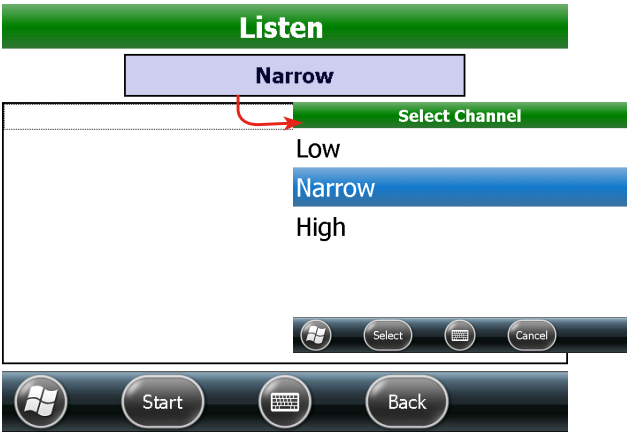 Listen
Narrow
Select Channel
Low
Narrow
High
Select
Cancel
Start
Back